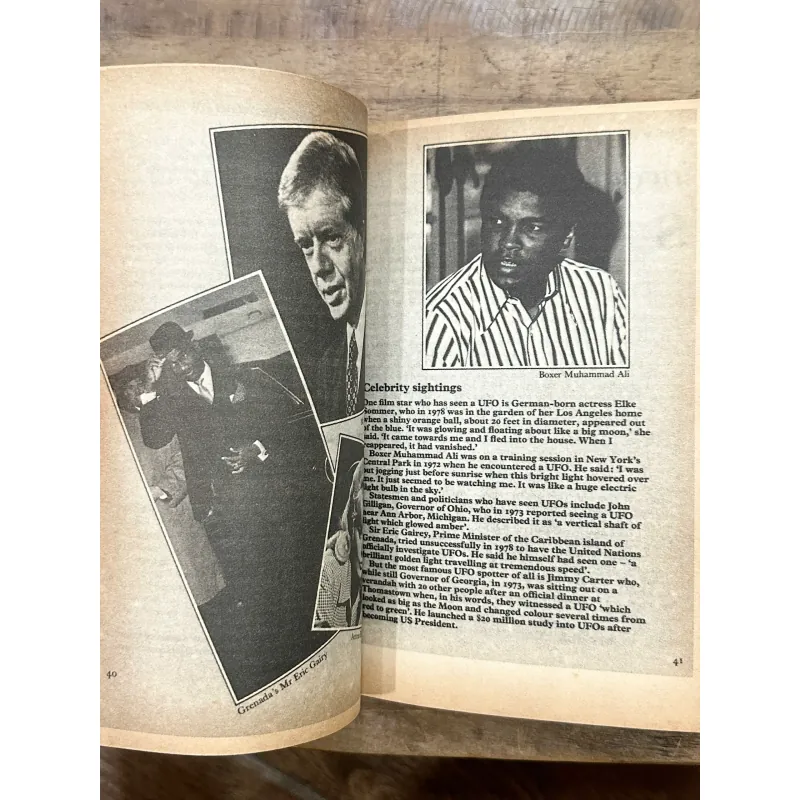 Grenada's Mr Eric Gairy
40
Boxer Muhammad Ali
Celebrity sightings
One film star who has seen a UFO is German-born actress Elke
Sommer, who in 1978 was in the garden of her Los Angeles home
when a shiny orange ball, about 20 feet in diameter, appeared out
of the blue. 'It was glowing and floating about like a big moon,' she
said. 'It came towards me and I fled into the house. When I
reappeared, it had vanished.'
Boxer Muhammad Ali was on a training session in New York's
Central Park in 1972 when he encountered a UFO. He said: 'I was
out jogging just before sunrise when this bright light hovered over
me. It just seemed to be watching me. It was like a huge electric
light bulb in the sky.'
Statesmen and politicians who have seen UFOs include John
Gilligan, Governor of Ohio, who in 1973 reported seeing a UFO
near Ann Arbor, Michigan. He described it as 'a vertical shaft of
light which glowed amber'.
Sir Eric Gairey, Prime Minister of the Caribbean island of
Grenada, tried unsuccessfully in 1978 to have the United Nations
officially investigate UFOs. He said he himself had seen one – 'a
brilliant golden light travelling at tremendous speed'.
But the most famous UFO spotter of all is Jimmy Carter who,
while still Governor of Georgia, in 1973, was sitting out on a
verandah with 20 other people after an official dinner at
Thomastown when, in his words, they witnessed a UFO 'which
looked as big as the Moon and changed colour several times from
red to green'. He launched a $20 million study into UFOs after
becoming US President.
41